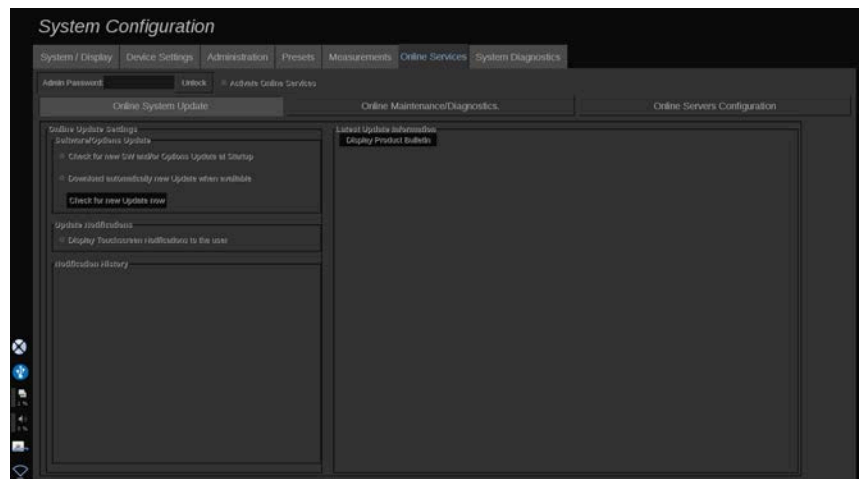 System Configuration
System / Display Device Settings Administration Presets Measurements Online Services System Diagnostics
Admin Password Unlock Activate Online Services
Online System Update Online Maintenance/Diagnostics. Online Servers Configuration
Online Update Settings
Software/Options Update
Check for new SW and/or Options Update at Startup
Download automatically new Update when available
Check for new Update now
Update Notifications
Display Touchscreen Notifications to the user
Notification History
Latest Update Information
Display Product Bulletin